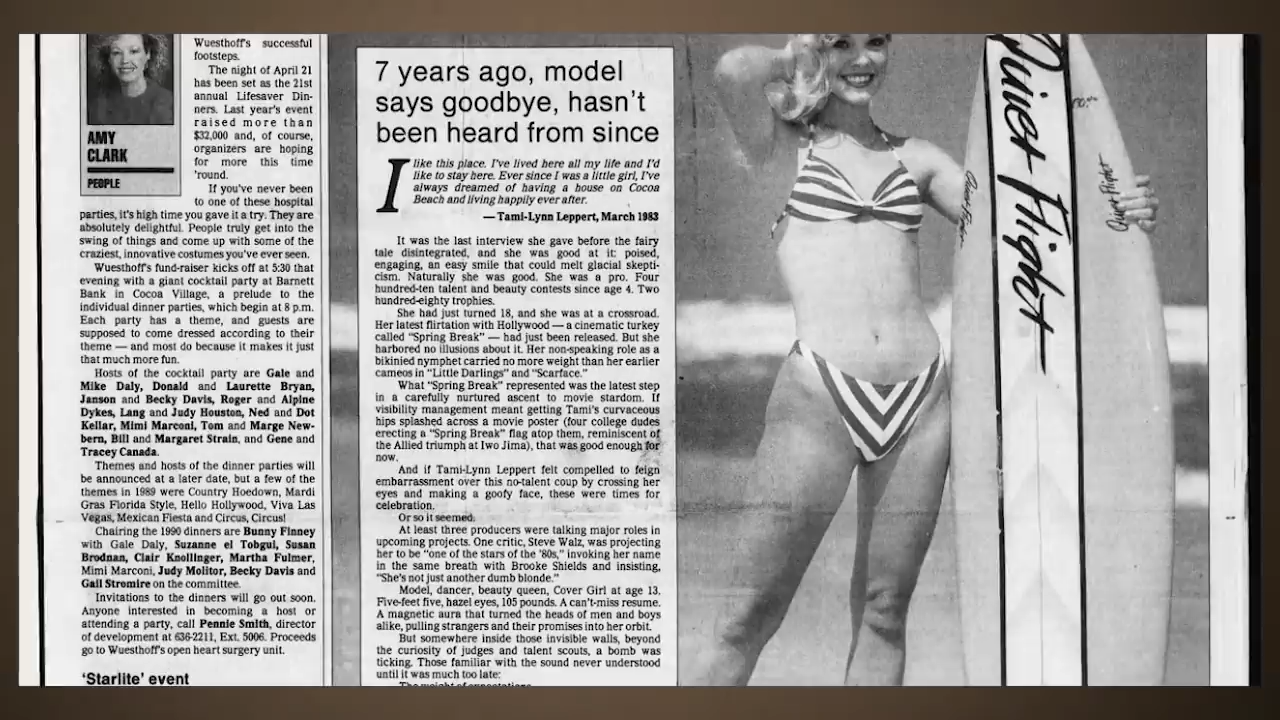 AMY
CLARK
PEOPLE
Wuesthoff's successful
footsteps.
The night of April 21
has been set as the 21st
annual Lifesaver Din-
ners. Last year's event
raised more than
$32,000 and, of course,
organizers are hoping
for more this time
'round.
If you've never been
to one of these hospital
parties, it's high time you gave it a try. They are
absolutely delightful. People truly get into the
swing of things and come up with some of the
craziest, innovative costumes you've ever seen.
Wuesthoff's fund-raiser kicks off at 5:30 that
evening with a giant cocktail party at Barnett
Bank in Cocoa Village, a prelude to the
individual dinner parties, which begin at 8 p.m.
Each party has a theme, and guests are
supposed to come dressed according to their
theme — and most do because it makes it just
that much more fun.
Hosts of the cocktail party are Gale and
Mike Daly, Donald and Laurette Bryan,
Janson and Becky Davis, Roger and Alpine
Dykes, Lang and Judy Houston, Ned and Dot
Kellar, Mimi Marconi, Tom and Marge New-
bern, Bill and Margaret Strain, and Gene and
Tracey Canada.
Themes and hosts of the dinner parties will
be announced at a later date, but a few of the
themes in 1989 were Country Hoedown, Mardi
Gras Florida Style, Hello Hollywood, Viva Las
Vegas, Mexican Fiesta and Circus, Circus!
Chairing the 1990 dinners are Bunny Finney
with Gale Daly, Suzanne el Tobgui, Susan
Brodnan, Clair Knollinger, Martha Fulmer,
Mimi Marconi, Judy Molitor, Becky Davis and
Gail Stromire on the committee.
Invitations to the dinners will go out soon.
Anyone interested in becoming a host or
attending a party, call Pennie Smith, director
of development at 636-2211, Ext. 5006. Proceeds
go to Wuesthoff's open heart surgery unit.
'Starlite' event
7 years ago, model
says goodbye, hasn't
been heard from since
I like this place. I've lived here all my life and I'd
like to stay here. Ever since I was a little girl, I've
always dreamed of having a house on Cocoa
Beach and living happily ever after.
— Tami-Lynn Leppert, March 1983
It was the last interview she gave before the fairy
tale disintegrated, and she was good at it: poised,
engaging, an easy smile that could melt glacial skepti-
cism. Naturally she was good. She was a pro. Four
hundred-ten talent and beauty contests since age 4. Two
hundred-eighty trophies.
She had just turned 18, and she was at a crossroad.
Her latest flirtation with Hollywood — a cinematic turkey
called "Spring Break" — had just been released. But she
harbored no illusions about it. Her non-speaking role as a
bikinied nymphet carried no more weight than her earlier
cameos in "Little Darlings" and "Scarface."
What "Spring Break" represented was the latest step
in a carefully nurtured ascent to movie stardom. If
visibility management meant getting Tami's curvaceous
hips splashed across a movie poster (four college dudes
erecting a "Spring Break" flag atop them, reminiscent of
the Allied triumph at Iwo Jima), that was good enough for
now.
And if Tami-Lynn Leppert felt compelled to feign
embarrassment over this no-talent coup by crossing her
eyes and making a goofy face, these were times for
celebration.
Or so it seemed.
At least three producers were talking major roles in
upcoming projects. One critic, Steve Walz, was projecting
her to be "one of the stars of the '80s," invoking her name
in the same breath with Brooke Shields and insisting,
"She's not just another dumb blonde."
Model, dancer, beauty queen, Cover Girl at age 13.
Five-feet five, hazel eyes, 105 pounds. A can't-miss resume.
A magnetic aura that turned the heads of men and boys
alike, pulling strangers and their promises into her orbit.
But somewhere inside those invisible walls, beyond
the curiosity of judges and talent scouts, a bomb was
ticking. Those familiar with the sound never understood
until it was much too late:
The weight of expectations
Quiet Flight
Quiet Flight
Quiet Flight